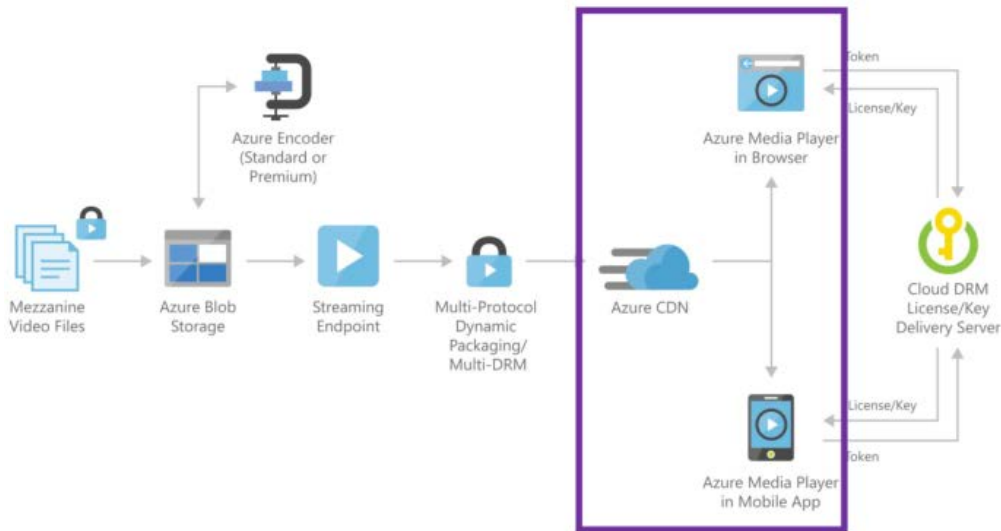 Token
License/Key
Azure Encoder
(Standard or
Premium)
Azure Media Player
in Browser
Mezzanine
Video Files
Azure Blob
Storage
Streaming
Endpoint
Multi-Protocol
Dynamic
Packaging/
Multi-DRM
Azure CDN
Cloud DRM
License/Key
Delivery Server
License/Key
Token
Azure Media Player
in Mobile App